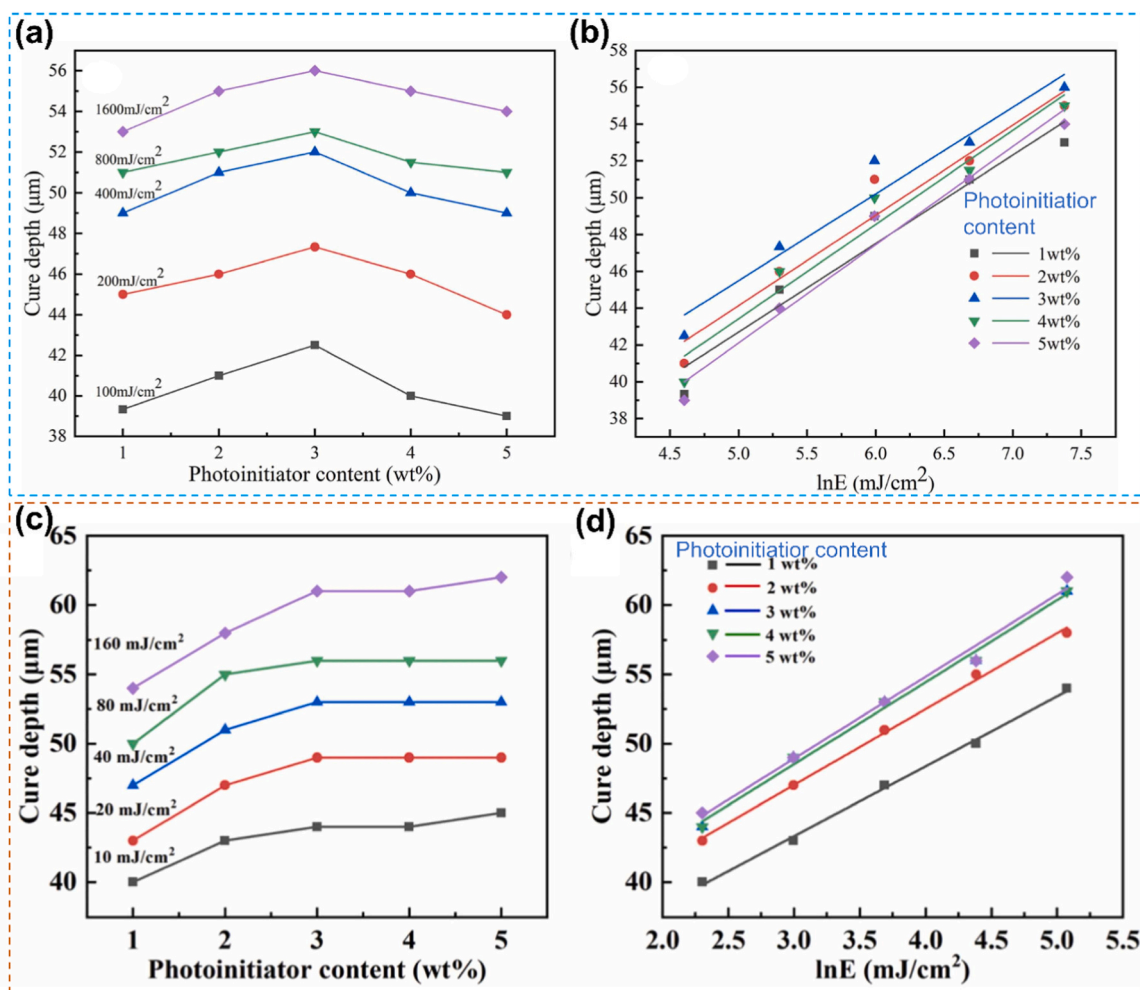 (a)
Cure depth (μm)
56
54
52
50
48
46
44
42
40
38
1600mJ/cm²
800mJ/cm²
400mJ/cm²
200mJ/cm²
100mJ/cm²
1 2 3 4 5
Photoinitiator content (wt%)
(b)
Cure depth (μm)
58
56
54
52
50
48
46
44
42
40
38
Photoinitiatior
content
1wt%
2wt%
3wt%
4wt%
5wt%
4.5 5.0 5.5 6.0 6.5 7.0 7.5
lnE (mJ/cm²)
(c)
Cure depth (μm)
65
60
55
50
45
40
160 mJ/cm²
80 mJ/cm²
40 mJ/cm²
20 mJ/cm²
10 mJ/cm²
1 2 3 4 5
Photoinitiator content (wt%)
(d)
Cure depth (μm)
65
60
55
50
45
40
Photoinitiatior content
1 wt%
2 wt%
3 wt%
4 wt%
5 wt%
2.0 2.5 3.0 3.5 4.0 4.5 5.0 5.5
lnE (mJ/cm²)